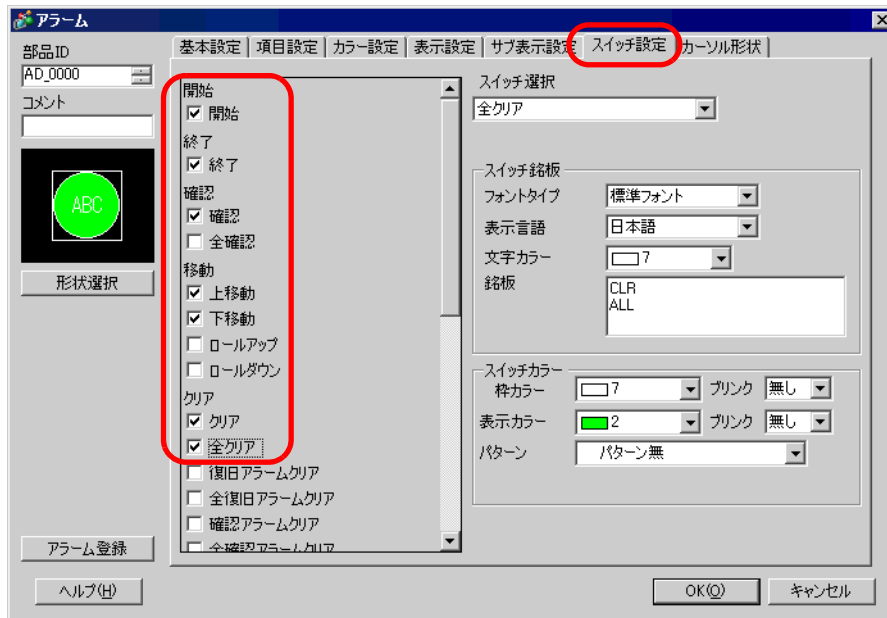 アラーム
部品ID
AD_0000
コメント
ABC
形状選択
アラーム登録
基本設定 項目設定 カラー設定 表示設定 サブ表示設定 スイッチ設定 カーソル形状
開始
開始
終了
終了
確認
確認
全確認
移動
上移動
下移動
ロールアップ
ロールダウン
クリア
クリア
全クリア
復旧アラームクリア
全復旧アラームクリア
確認アラームクリア
全確認アラームクリア
スイッチ選択
全クリア
スイッチ銘板
フォントタイプ 標準フォント
表示言語 日本語
文字カラー 7
銘板 CLR
ALL
スイッチカラー
枠カラー 7 ブリンク 無し
表示カラー 2 ブリンク 無し
パターン パターン無
ヘルプ(H) OK(O) キャンセル